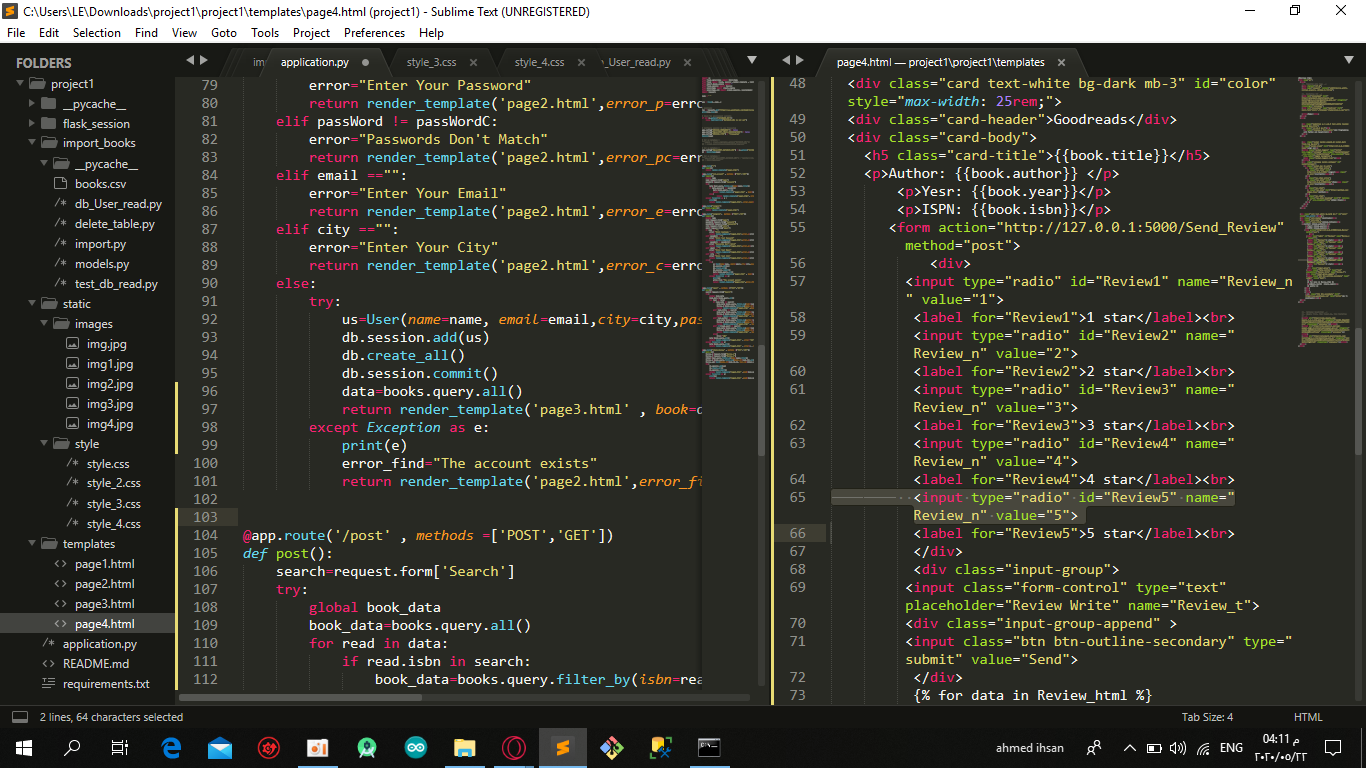 C:\Users\LE\Downloads\project1\project1\templates\page4.html (project1) - Sublime Text (UNREGISTERED)
File Edit Selection Find View Goto Tools Project Preferences Help
FOLDERS
project1
__pycache__
flask_session
import_books
__pycache__
books.csv
db_User_read.py
delete_table.py
import.py
models.py
test_db_read.py
static
images
img.jpg
img1.jpg
img2.jpg
img3.jpg
img4.jpg
style
style.css
style_2.css
style_3.css
style_4.css
templates
page1.html
page2.html
page3.html
page4.html
application.py
README.md
requirements.txt
im application.py style_3.css style_4.css _User_read.py
79 error="Enter Your Password"
80 return render_template('page2.html',error_p=erro
81 elif passWord != passWordC:
82 error="Passwords Don't Match"
83 return render_template('page2.html',error_pc=err
84 elif email =="":
85 error="Enter Your Email"
86 return render_template('page2.html',error_e=erro
87 elif city =="":
88 error="Enter Your City"
89 return render_template('page2.html',error_c=erro
90 else:
91 try:
92 us=User(name=name, email=email,city=city,pas
93 db.session.add(us)
94 db.create_all()
95 db.session.commit()
96 data=books.query.all()
97 return render_template('page3.html' , book=d
98 except Exception as e:
99 print(e)
100 error_find="The account exists"
101 return render_template('page2.html',error_fi
102
103
104 @app.route('/post' , methods =['POST','GET'])
105 def post():
106 search=request.form['Search']
107 try:
108 global book_data
109 book_data=books.query.all()
110 for read in data:
111 if read.isbn in search:
112 book_data=books.query.filter_by(isbn=rea
page4.html — project1\project1\templates
48 <div class="card text-white bg-dark mb-3" id="color"
style="max-width: 25rem;">
49 <div class="card-header">Goodreads</div>
50 <div class="card-body">
51 <h5 class="card-title">{{book.title}}</h5>
52 <p>Author: {{book.author}} </p>
53 <p>Yesr: {{book.year}}</p>
54 <p>ISPN: {{book.isbn}}</p>
55 <form action="http://127.0.0.1:5000/Send_Review"
method="post">
56 <div>
57 <input type="radio" id="Review1" name="Review_n
" value="1">
58 <label for="Review1">1 star</label><br>
59 <input type="radio" id="Review2" name="
Review_n" value="2">
60 <label for="Review2">2 star</label><br>
61 <input type="radio" id="Review3" name="
Review_n" value="3">
62 <label for="Review3">3 star</label><br>
63 <input type="radio" id="Review4" name="
Review_n" value="4">
64 <label for="Review4">4 star</label><br>
65 <input type="radio" id="Review5" name="
Review_n" value="5">
66 <label for="Review5">5 star</label><br>
67 </div>
68 <div class="input-group">
69 <input class="form-control" type="text"
placeholder="Review Write" name="Review_t">
70 <div class="input-group-append" >
71 <input class="btn btn-outline-secondary" type="
submit" value="Send">
72 </div>
73 {% for data in Review_html %}
2 lines, 64 characters selected Tab Size: 4 HTML
ahmed ihsan ENG 04:11 م
٢٠٢٠/٠٥/٢٢